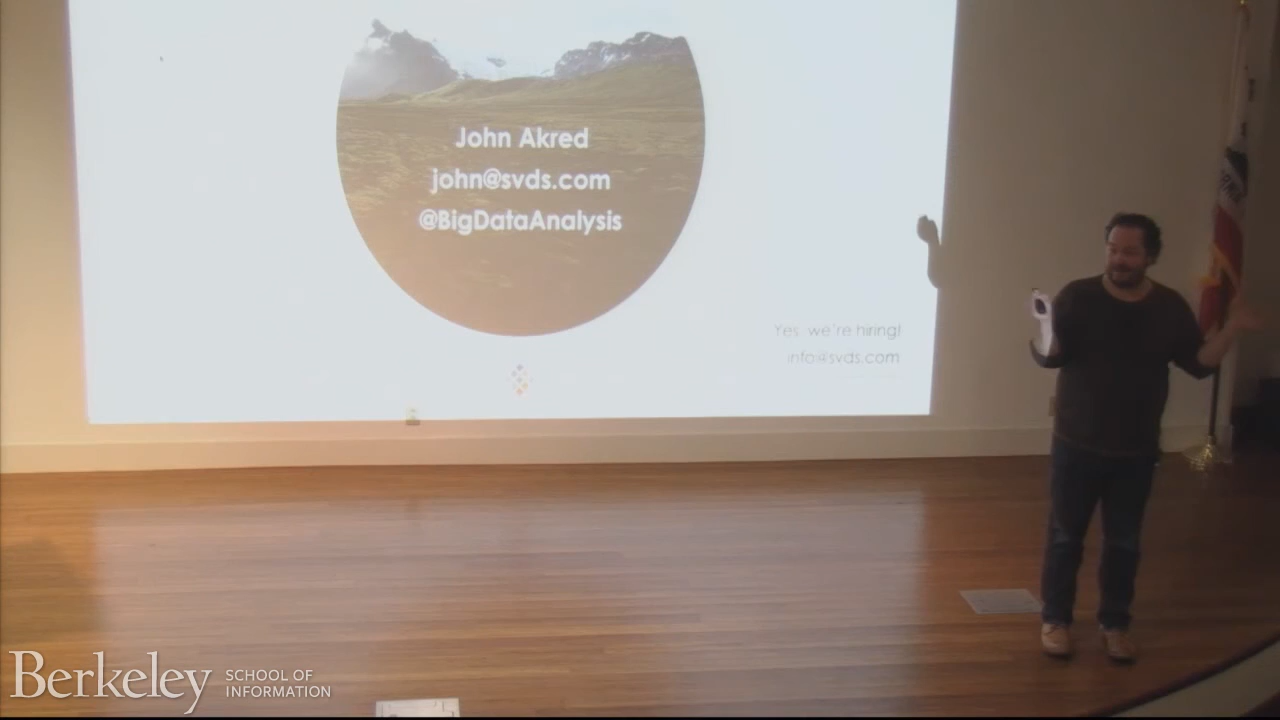 John Akred
john@svds.com
@BigDataAnalysis
Yes, we're hiring!
info@svds.com
Berkeley
SCHOOL OF
INFORMATION